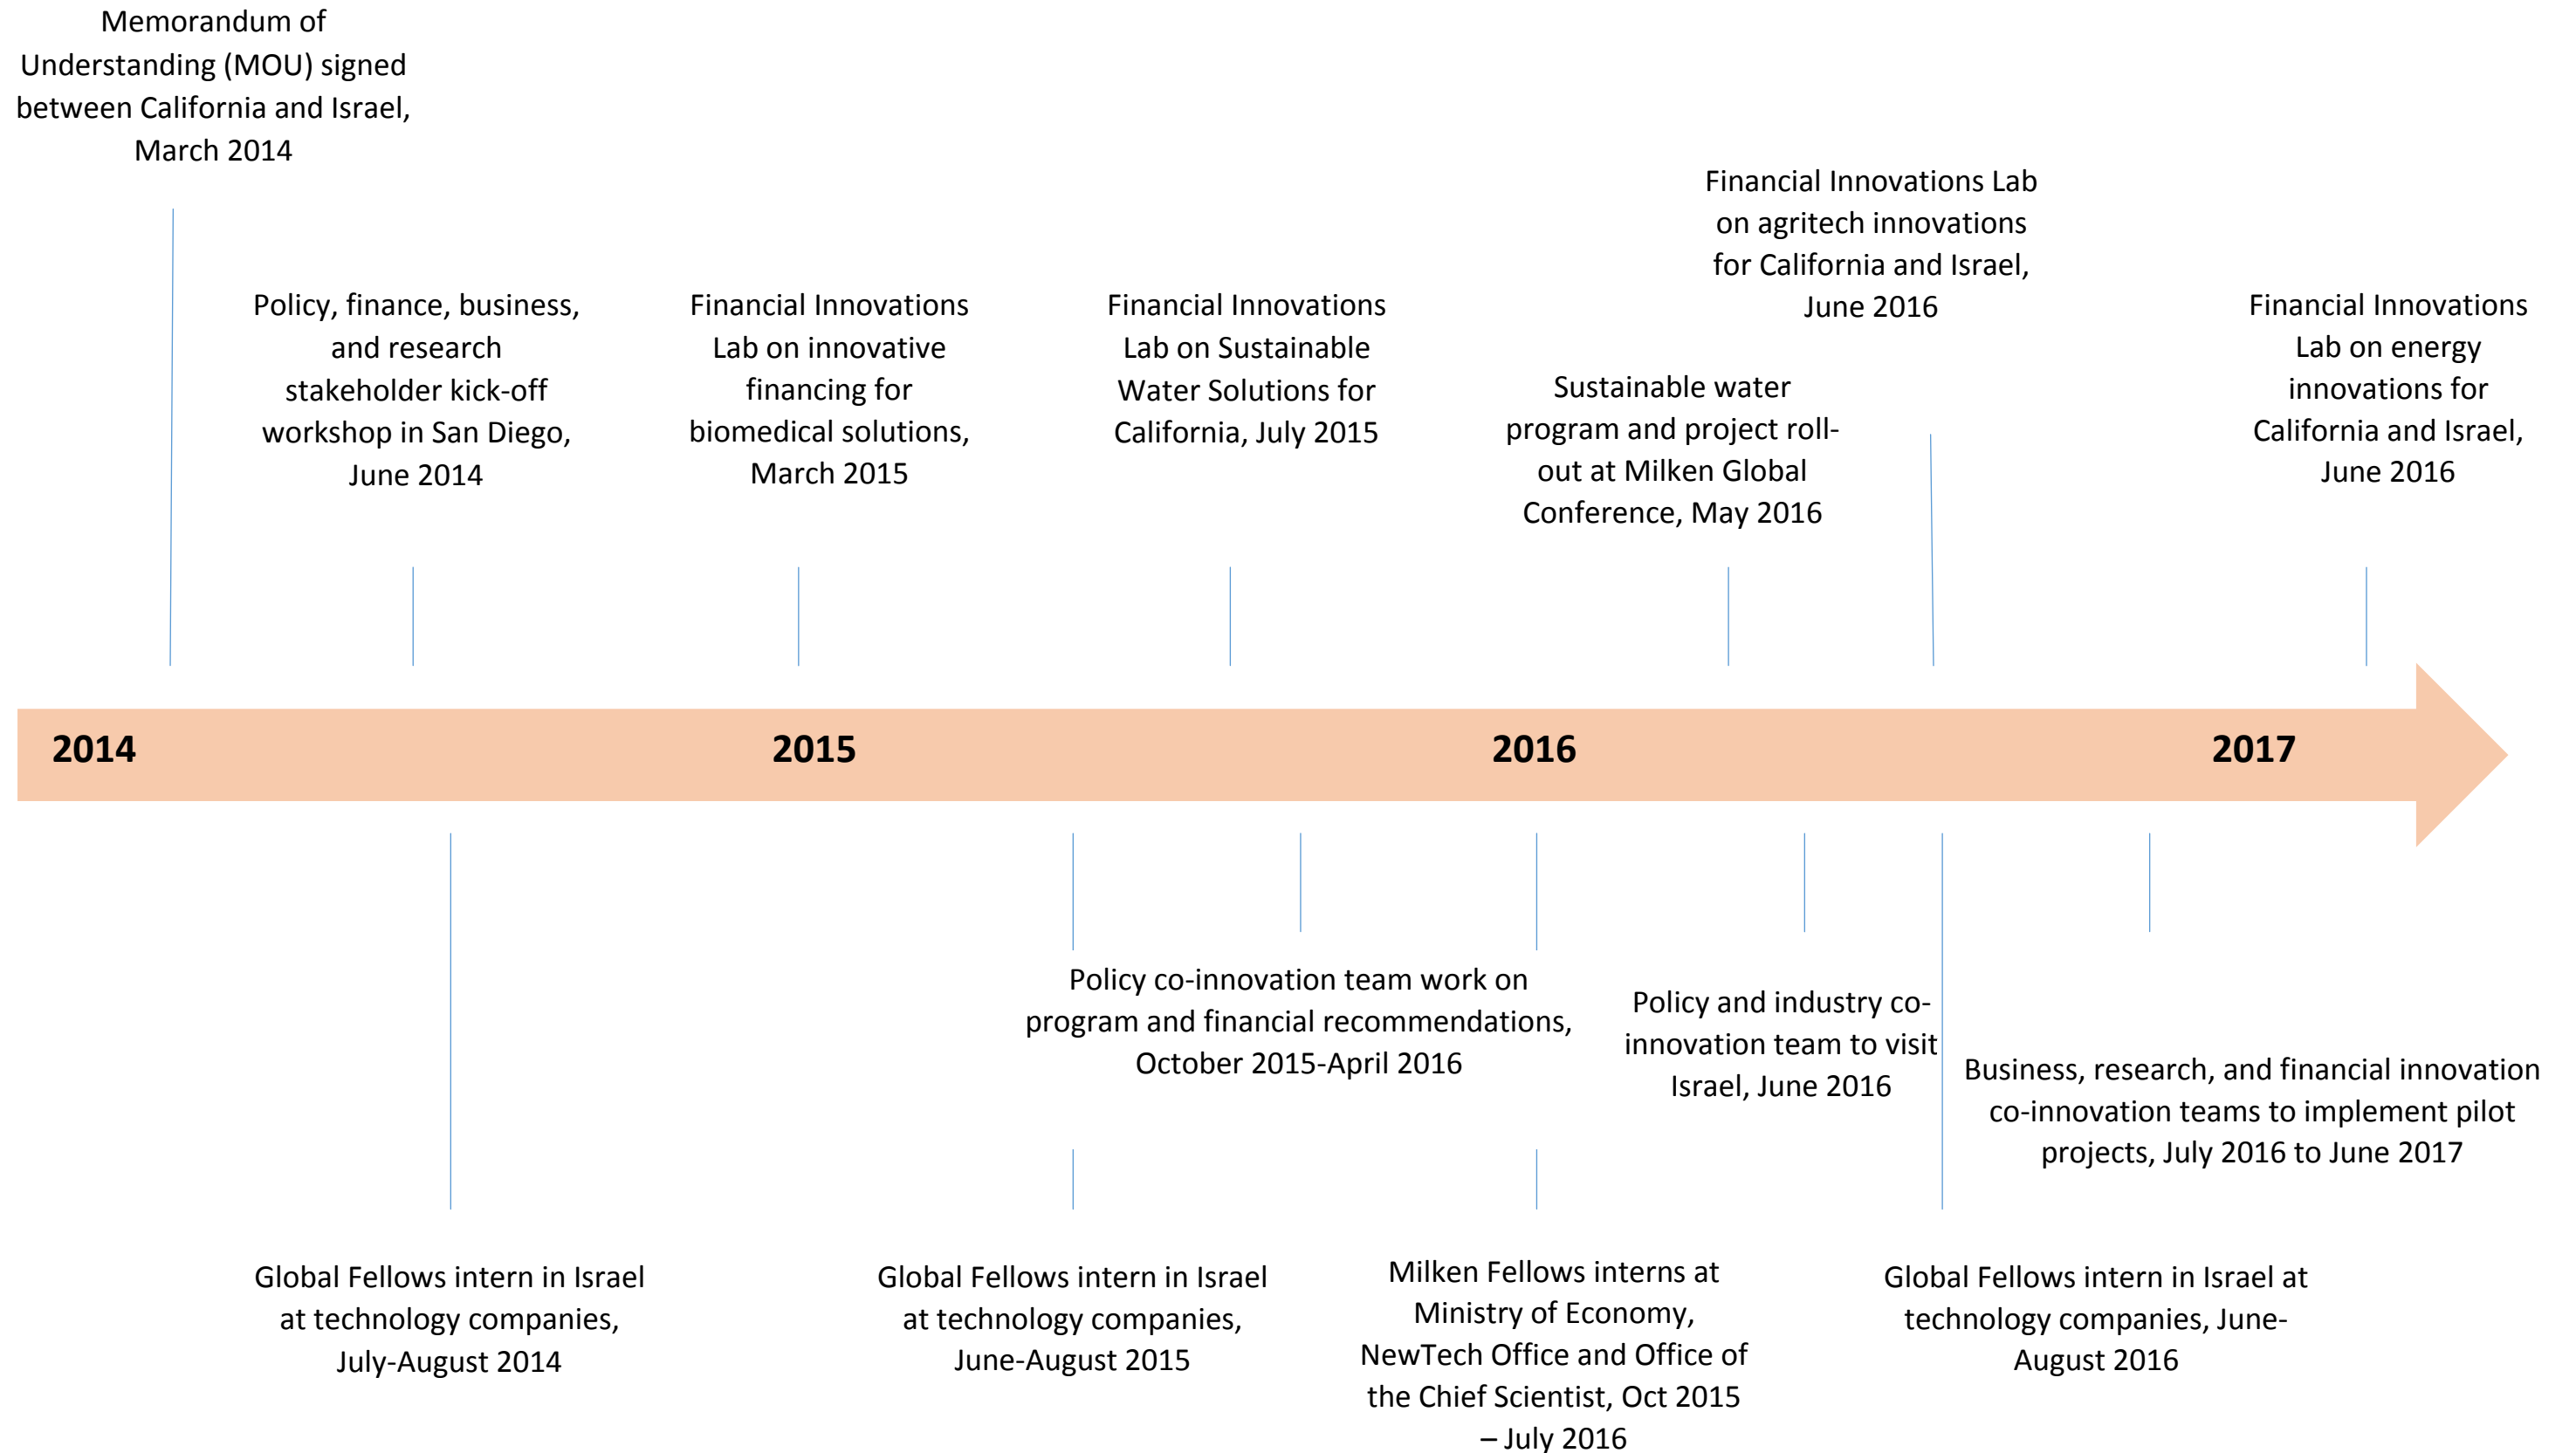 Memorandum of
Understanding (MOU) signed
between California and Israel,
March 2014
Policy, finance, business,
and research
stakeholder kick-off
workshop in San Diego,
June 2014
Financial Innovations
Lab on innovative
financing for
biomedical solutions,
March 2015
Financial Innovations
Lab on Sustainable
Water Solutions for
California, July 2015
Sustainable water
program and project roll-
out at Milken Global
Conference, May 2016
Financial Innovations Lab
on agritech innovations
for California and Israel,
June 2016
Financial Innovations
Lab on energy
innovations for
California and Israel,
June 2016
2014
2015
2016
2017
Policy co-innovation team work on
program and financial recommendations,
October 2015-April 2016
Policy and industry co-
innovation team to visit
Israel, June 2016
Business, research, and financial innovation
co-innovation teams to implement pilot
projects, July 2016 to June 2017
Global Fellows intern in Israel
at technology companies,
July-August 2014
Global Fellows intern in Israel
at technology companies,
June-August 2015
Milken Fellows interns at
Ministry of Economy,
NewTech Office and Office of
the Chief Scientist, Oct 2015
– July 2016
Global Fellows intern in Israel at
technology companies, June-
August 2016